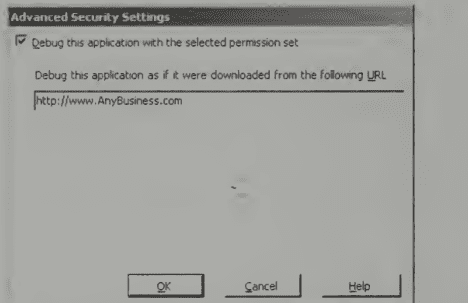 Advanced Security Settings
Debug this application with the selected permission set
Debug this application as if it were downloaded from the following URL
http://www.AnyBusiness.com
OK
Cancel
Help